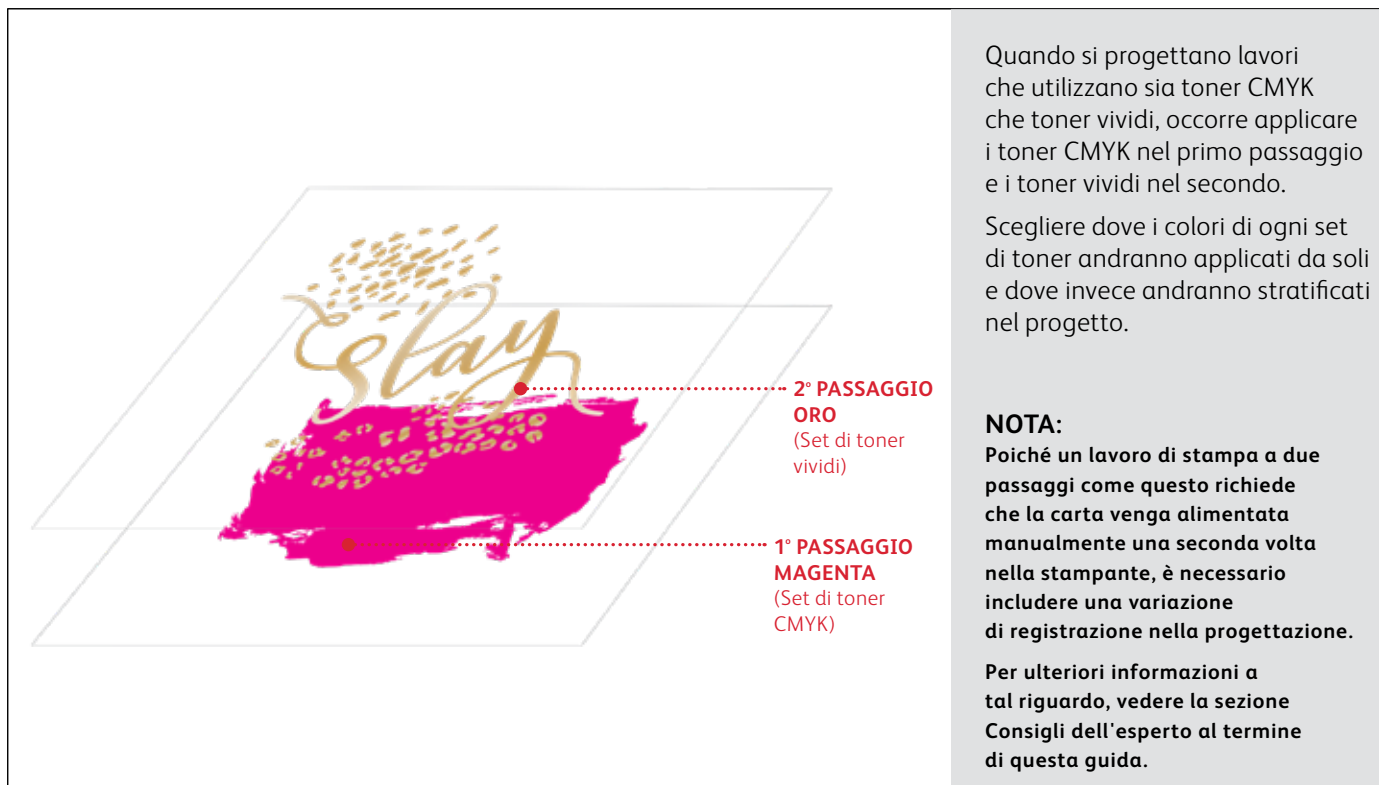 slay
2° PASSAGGIO
ORO
(Set di toner
vividi)
1° PASSAGGIO
MAGENTA
(Set di toner
CMYK)
Quando si progettano lavori
che utilizzano sia toner CMYK
che toner vividi, occorre applicare
i toner CMYK nel primo passaggio
e i toner vividi nel secondo.
Scegliere dove i colori di ogni set
di toner andranno applicati da soli
e dove invece andranno stratificati
nel progetto.
NOTA:
Poiché un lavoro di stampa a due
passaggi come questo richiede
che la carta venga alimentata
manualmente una seconda volta
nella stampante, è necessario
includere una variazione
di registrazione nella progettazione.
Per ulteriori informazioni a
tal riguardo, vedere la sezione
Consigli dell'esperto al termine
di questa guida.